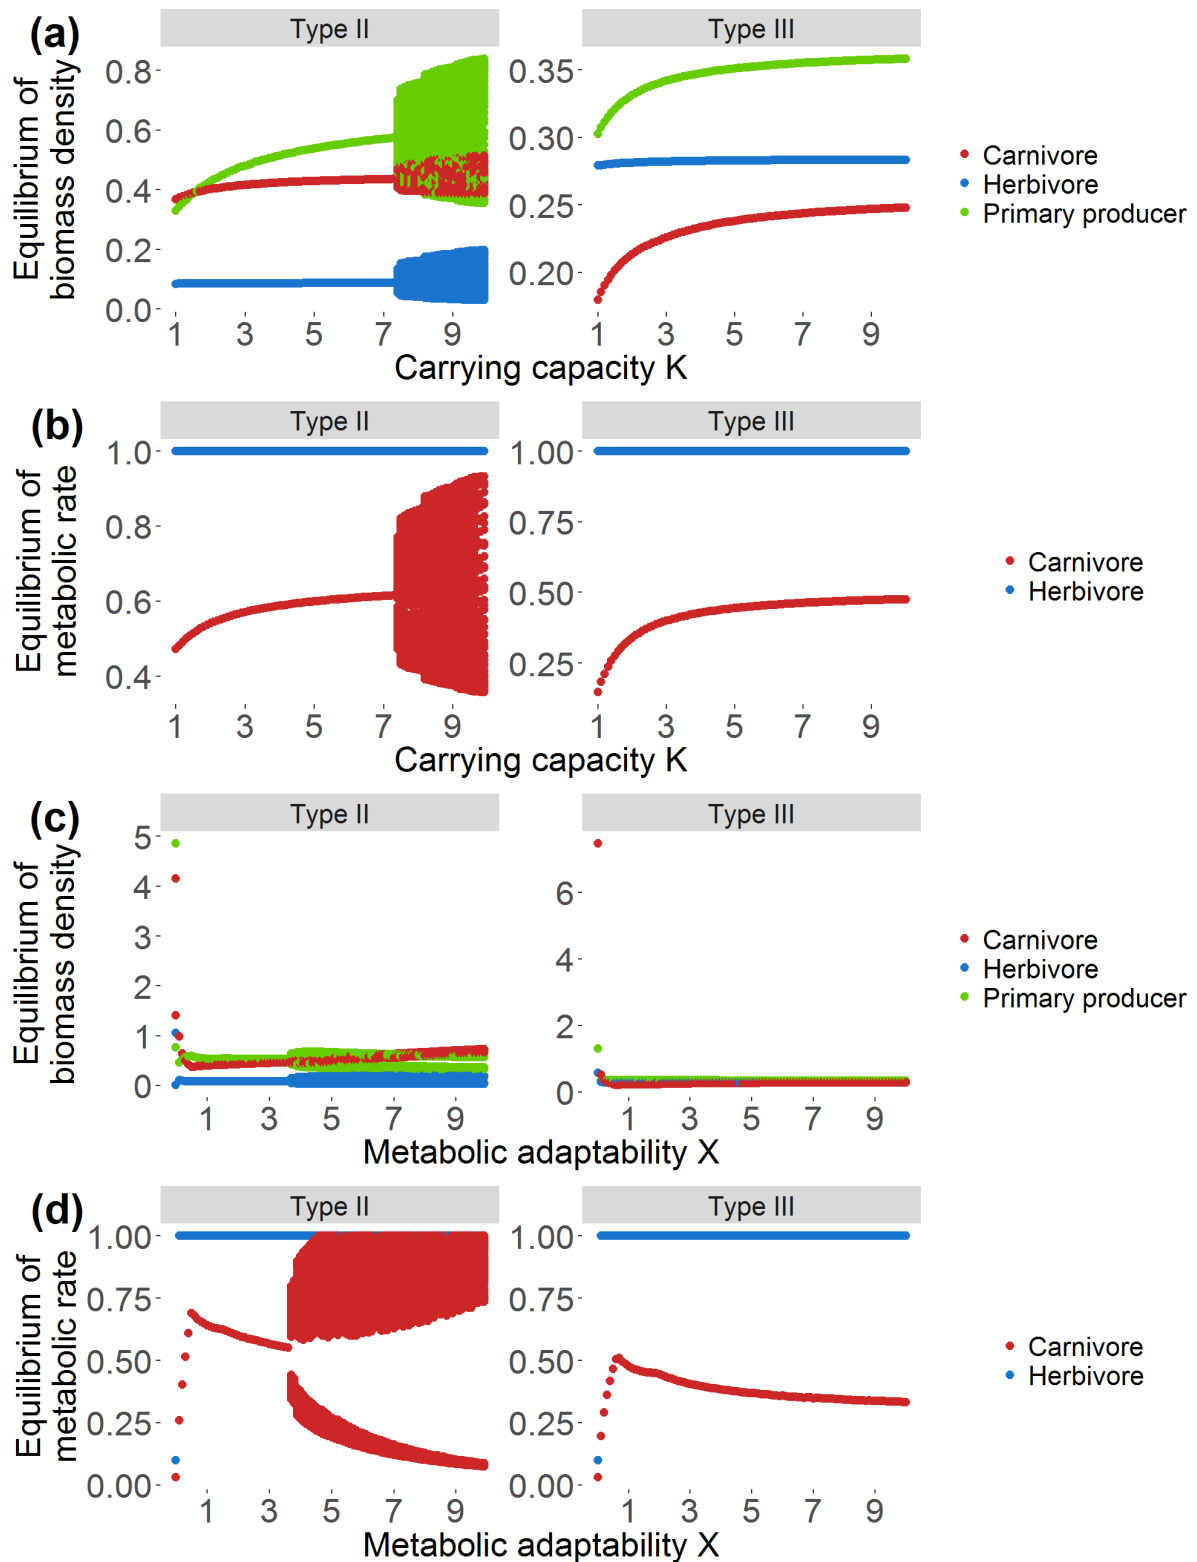 (a)
Type II
Type III
Equilibrium of
biomass density
0.8
0.6
0.4
0.2
0.0
0.35
0.30
0.25
0.20
1 3 5 7 9
1 3 5 7 9
Carrying capacity K
Carnivore
Herbivore
Primary producer
(b)
Type II
Type III
Equilibrium of
metabolic rate
1.0
0.8
0.6
0.4
1.00
0.75
0.50
0.25
1 3 5 7 9
1 3 5 7 9
Carrying capacity K
Carnivore
Herbivore
(c)
Type II
Type III
Equilibrium of
biomass density
5
4
3
2
1
0
6
4
2
0
1 3 5 7 9
1 3 5 7 9
Metabolic adaptability X
Carnivore
Herbivore
Primary producer
(d)
Type II
Type III
Equilibrium of
metabolic rate
1.00
0.75
0.50
0.25
0.00
1.00
0.75
0.50
0.25
0.00
1 3 5 7 9
1 3 5 7 9
Metabolic adaptability X
Carnivore
Herbivore